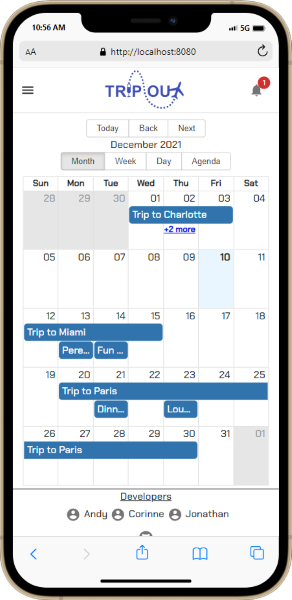 10:56 AM 5G
AA http://localhost:8080
TRIP OUT 1
Today Back Next
December 2021
Month Week Day Agenda
Sun Mon Tue Wed Thu Fri Sat
28 29 30 01 02 03 04
Trip to Charlotte
+2 more
05 06 07 08 09 10 11
12 13 14 15 16 17 18
Trip to Miami
Pere... Fun ...
19 20 21 22 23 24 25
Trip to Paris
Dinn... Lou...
26 27 28 29 30 31 01
Trip to Paris
Developers
Andy Corinne Jonathan